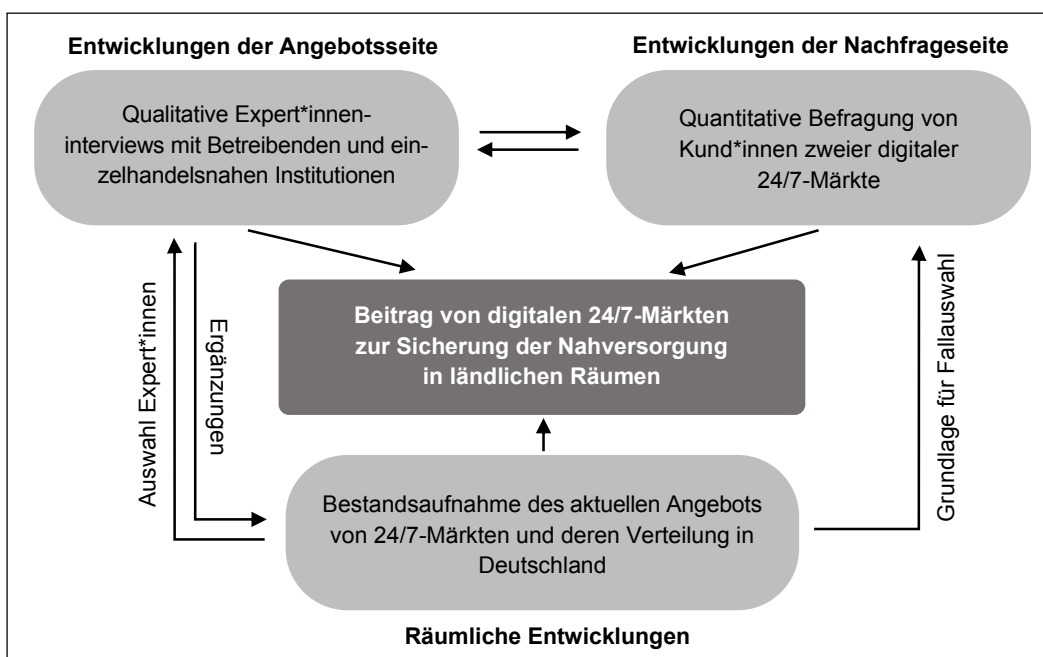 Entwicklungen der Angebotsseite
Entwicklungen der Nachfrageseite
Qualitative Expert*innen-
interviews mit Betreibenden und ein-
zelhandelsnahen Institutionen
Quantitative Befragung von
Kund*innen zweier digitaler
24/7-Märkte
Auswahl Expert*innen
Ergänzungen
Beitrag von digitalen 24/7-Märkten
zur Sicherung der Nahversorgung
in ländlichen Räumen
Grundlage für Fallauswahl
Bestandsaufnahme des aktuellen Angebots
von 24/7-Märkten und deren Verteilung in
Deutschland
Räumliche Entwicklungen